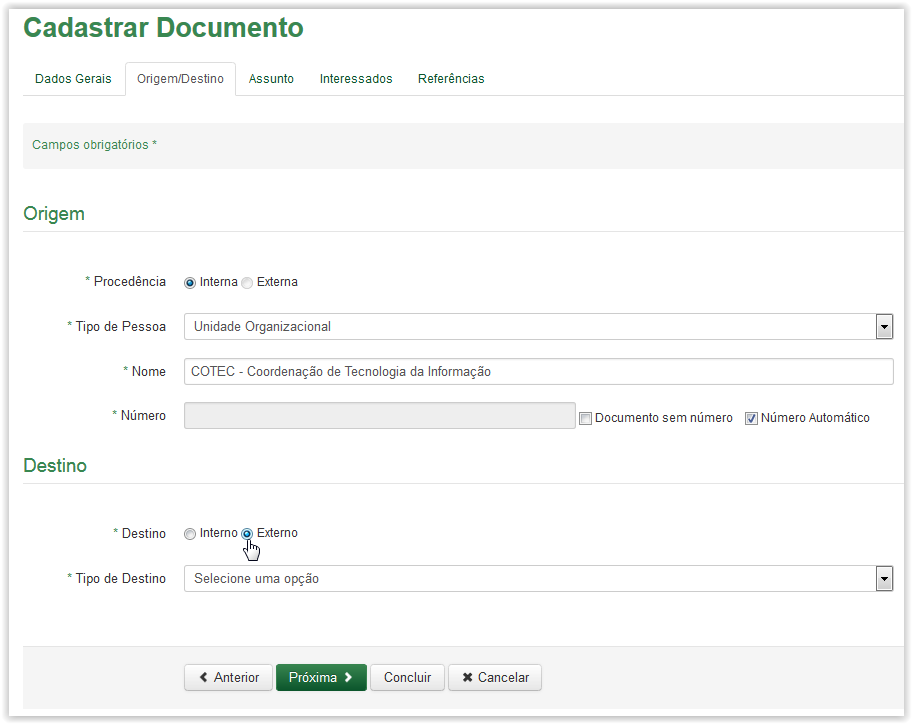 Cadastrar Documento
Dados Gerais Origem/Destino Assunto Interessados Referências
Campos obrigatórios *
Origem
* Procedência Interna Externa
* Tipo de Pessoa Unidade Organizacional
* Nome COTEC - Coordenação de Tecnologia da Informação
* Número Documento sem número Número Automático
Destino
* Destino Interno Externo
* Tipo de Destino Selecione uma opção
Anterior Próxima Concluir Cancelar